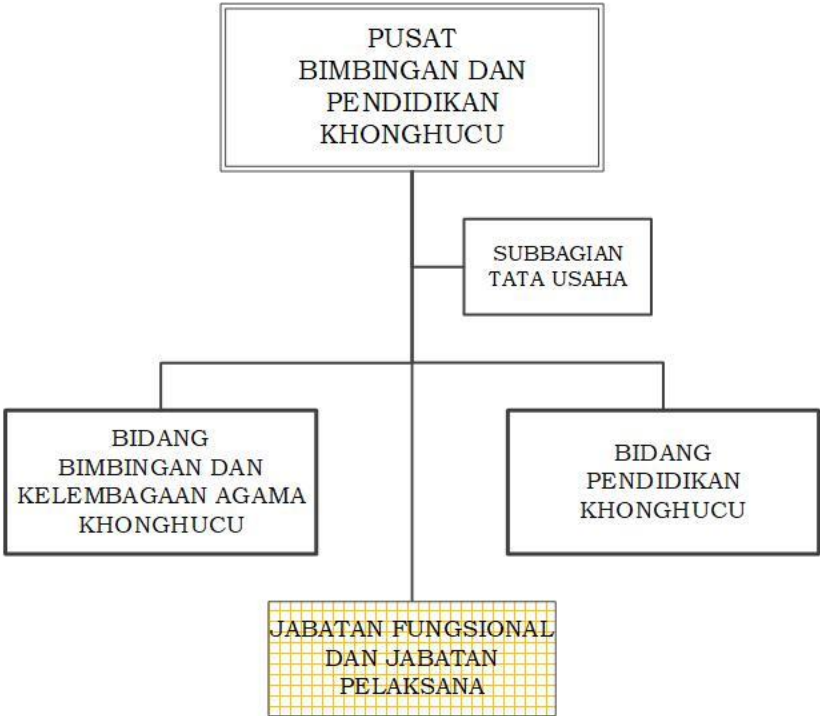 PUSAT
BIMBINGAN DAN
PENDIDIKAN
KHONGHUCU
SUBBAGIAN
TATA USAHA
BIDANG
BIMBINGAN DAN
KELEMBAGAAN AGAMA
KHONGHUCU
BIDANG
PENDIDIKAN
KHONGHUCU
JABATAN FUNGSIONAL
DAN JABATAN
PELAKSANA